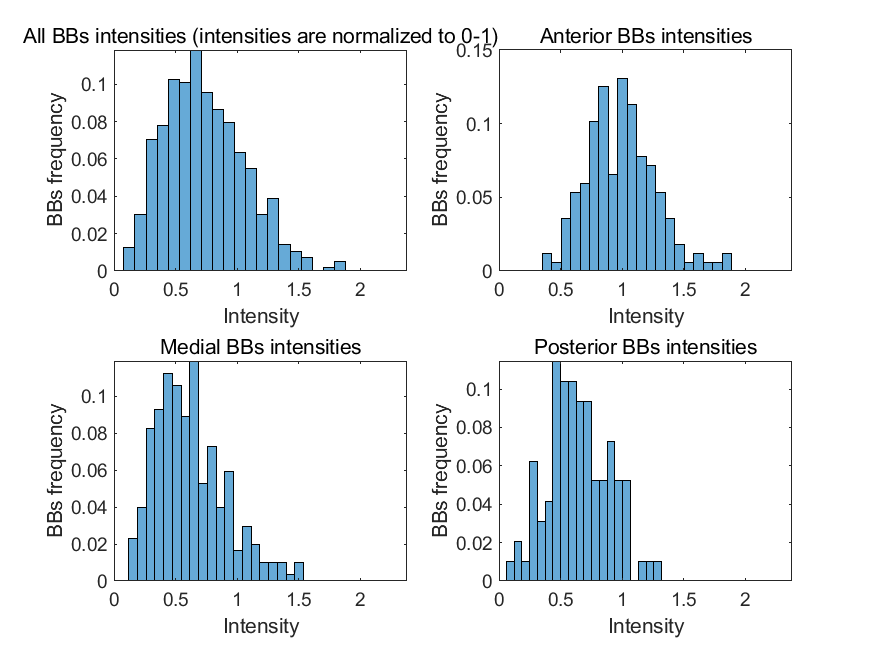 All BBs intensities (intensities are normalized to 0-1)
BBs frequency
0.1
0.08
0.06
0.04
0.02
0
0 0.5 1 1.5 2
Intensity
Anterior BBs intensities
BBs frequency
0.15
0.1
0.05
0
0 0.5 1 1.5 2
Intensity
Medial BBs intensities
BBs frequency
0.1
0.08
0.06
0.04
0.02
0
0 0.5 1 1.5 2
Intensity
Posterior BBs intensities
BBs frequency
0.1
0.08
0.06
0.04
0.02
0
0 0.5 1 1.5 2
Intensity